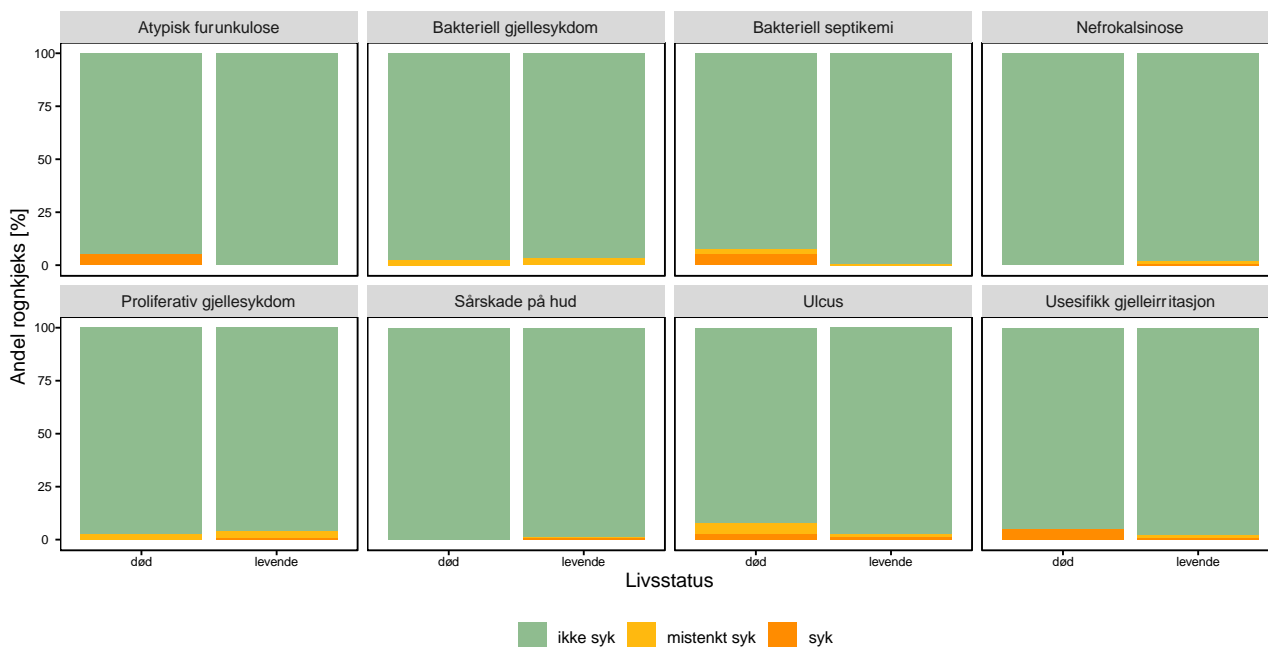 Atypisk furunkulose
Bakteriell gjellesykdom
Bakteriell septikemi
Nefrokalsinose
100
75
50
25
0
Andel rognkjeks [%]
Proliferativ gjellesykdom
Sårskade på hud
Ulcus
Usesifikk gjelleirritasjon
100
75
50
25
0
død
levende
død
levende
død
levende
død
levende
Livsstatus
ikke syk
mistenkt syk
syk